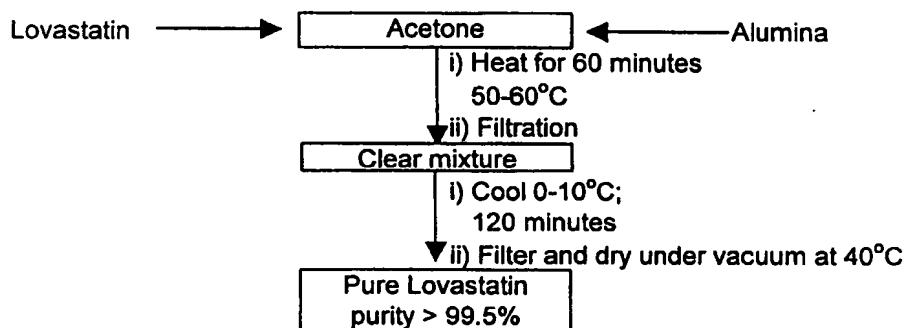 Lovastatin
Acetone
Alumina
i) Heat for 60 minutes
50-60°C
ii) Filtration
Clear mixture
i) Cool 0-10°C;
120 minutes
ii) Filter and dry under vacuum at 40°C
Pure Lovastatin
purity > 99.5%